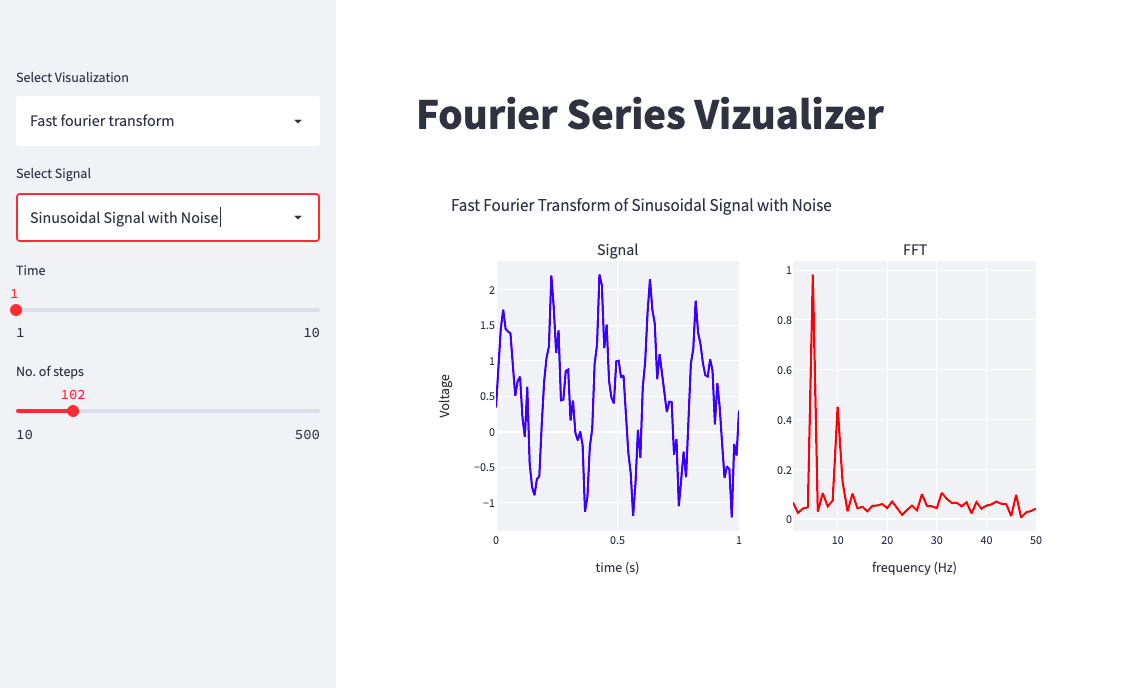 Select Visualization
Fast fourier transform
Select Signal
Sinusoidal Signal with Noise
Time
1
1 10
No. of steps
102
10 500
Fourier Series Vizualizer
Fast Fourier Transform of Sinusoidal Signal with Noise
Signal
2
1.5
1
0.5
0
−0.5
−1
Voltage
0 0.5 1
time (s)
FFT
1
0.8
0.6
0.4
0.2
0
10 20 30 40 50
frequency (Hz)